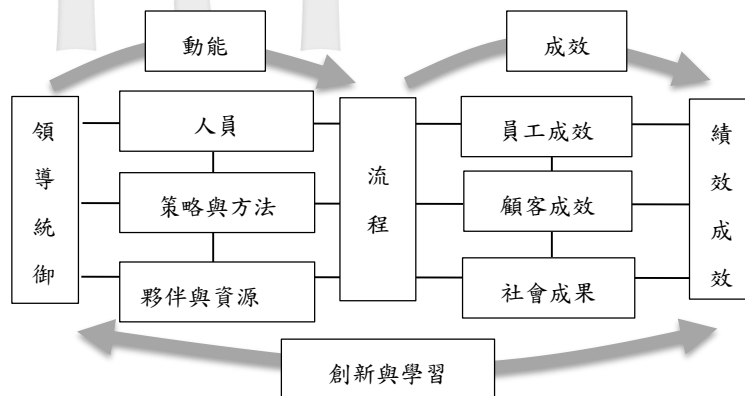 動能
成效
領導統御
人員
策略與方法
夥伴與資源
流程
員工成效
顧客成效
社會成果
績效成效
創新與學習